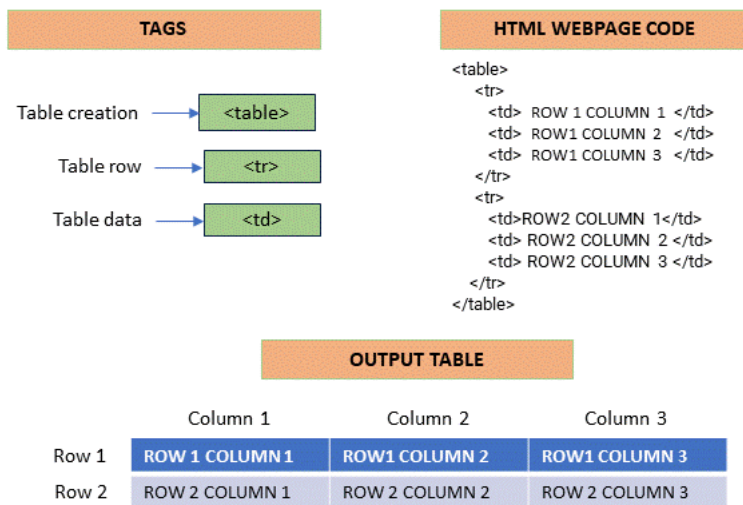 TAGS
Table creation <table>
Table row <tr>
Table data <td>
HTML WEBPAGE CODE
<table>
<tr>
<td> ROW 1 COLUMN 1 </td>
<td> ROW1 COLUMN 2 </td>
<td> ROW1 COLUMN 3 </td>
</tr>
<tr>
<td>ROW2 COLUMN 1</td>
<td> ROW2 COLUMN 2 </td>
<td> ROW2 COLUMN 3 </td>
</tr>
</table>
OUTPUT TABLE
Column 1 Column 2 Column 3
Row 1 ROW 1 COLUMN 1 ROW1 COLUMN 2 ROW1 COLUMN 3
Row 2 ROW 2 COLUMN 1 ROW 2 COLUMN 2 ROW 2 COLUMN 3